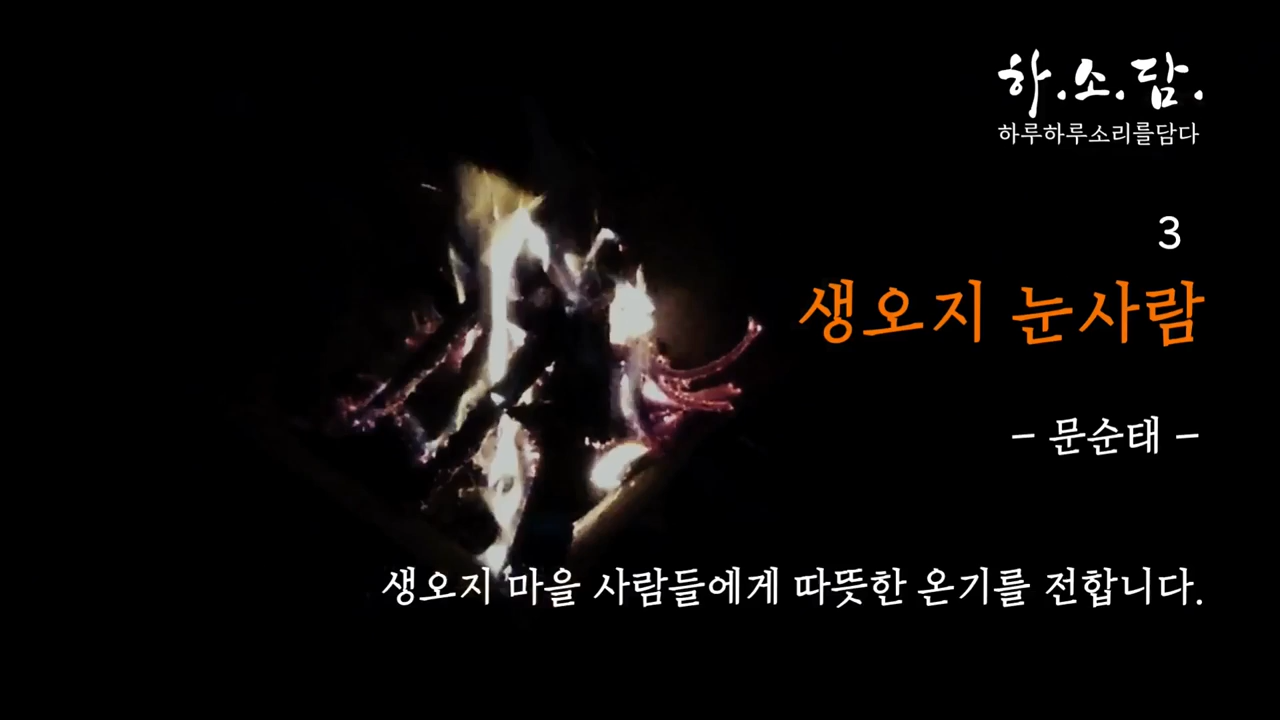 하.소.담.
하루하루소리를담다
3
생오지 눈사람
– 문순태 –
생오지 마을 사람들에게 따뜻한 온기를 전합니다.